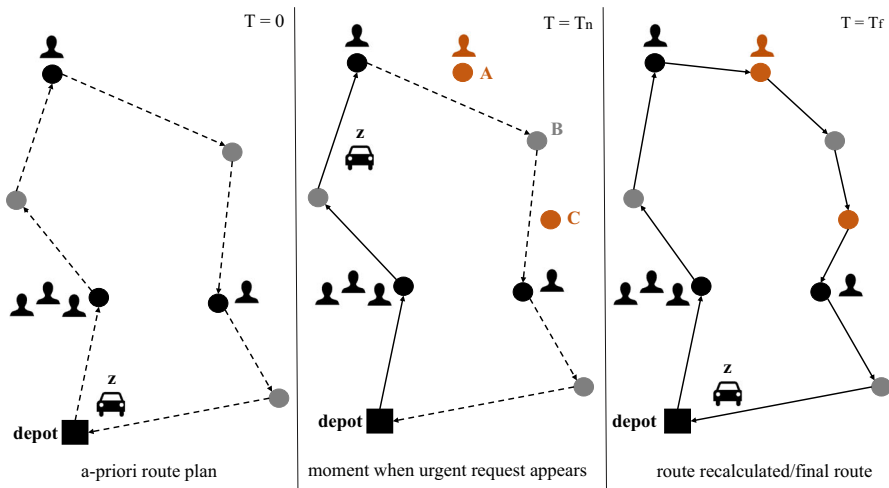 T = 0
z
depot
a-priori route plan
T = Tn
A
B
z
C
depot
moment when urgent request appears
T = Tf
z
depot
route recalculated/final route